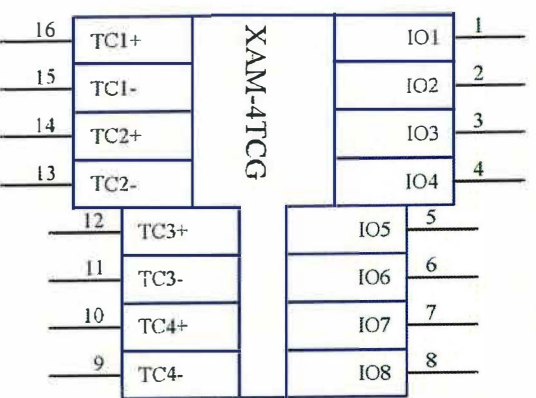 XAM-4TCG
16 TC1+ IO1 1
15 TC1- IO2 2
14 TC2+ IO3 3
13 TC2- IO4 4
12 TC3+ IO5 5
11 TC3- IO6 6
10 TC4+ IO7 7
9 TC4- IO8 8